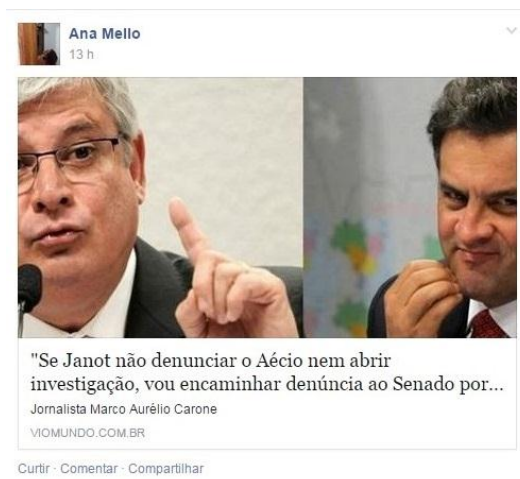 Ana Mello
13 h
"Se Janot não denunciar o Aécio nem abrir
investigação, vou encaminhar denúncia ao Senado por...
Jornalista Marco Aurélio Carone
VIOMUNDO.COM.BR
Curtir · Comentar · Compartilhar